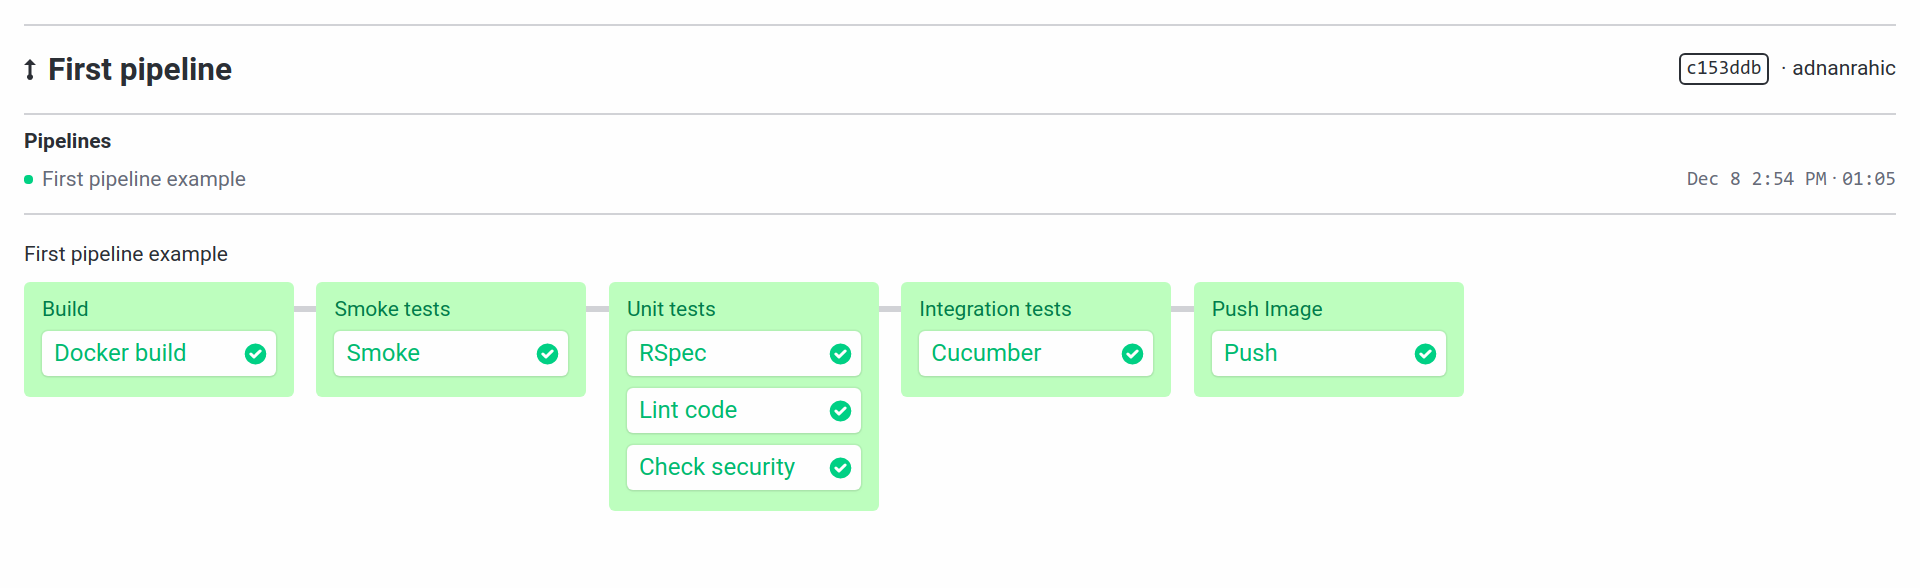 First pipeline
c153ddb · adnanrahic
Pipelines
First pipeline example
Dec 8 2:54 PM · 01:05
First pipeline example
Build
Docker build
Smoke tests
Smoke
Unit tests
RSpec
Lint code
Check security
Integration tests
Cucumber
Push Image
Push